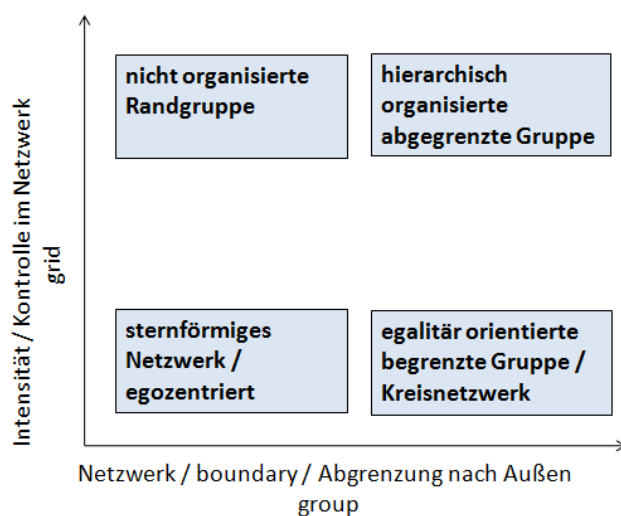 nicht organisierte
Randgruppe
hierarchisch
organisierte
abgegrenzte Gruppe
Intensität / Kontrolle im Netzwerk
grid
sternförmiges
Netzwerk /
egozentriert
egalitär orientierte
begrenzte Gruppe /
Kreisnetzwerk
Netzwerk / boundary / Abgrenzung nach Außen
group